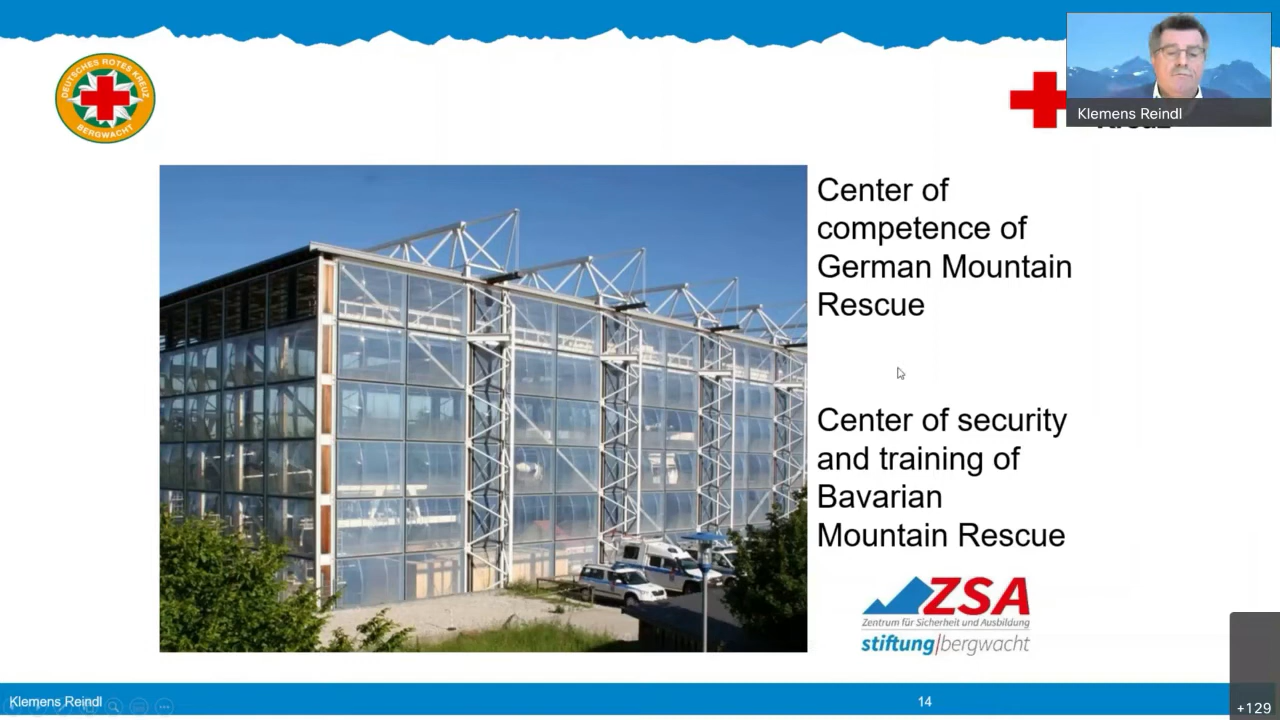 DEUTSCHES ROTES KREUZ
BERGWACHT
Klemens Reindl
Center of
competence of
German Mountain
Rescue
Center of security
and training of
Bavarian
Mountain Rescue
ZSA
Zentrum für Sicherheit und Ausbildung
stiftung|bergwacht
Klemens Reindl
14
+129